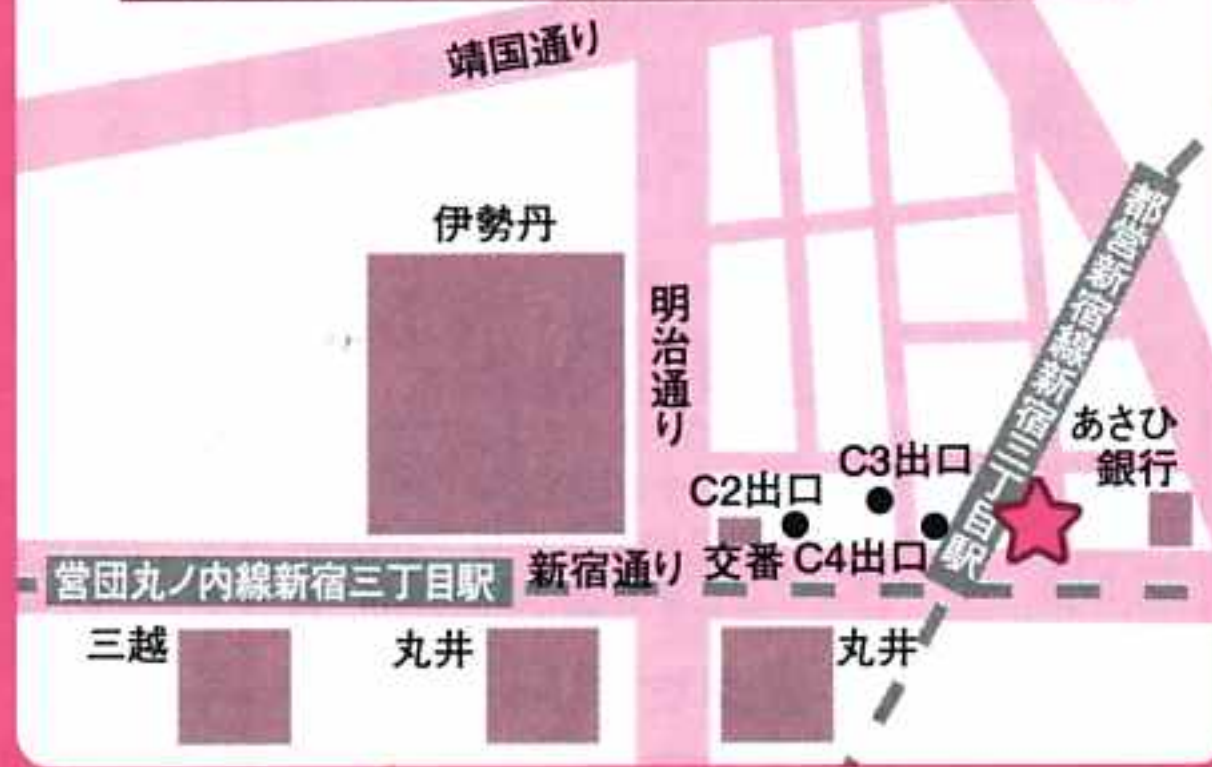 靖国通り
伊勢丹
明治通り
都営新宿線新宿三丁目駅
あさひ
銀行
C3出口
C2出口
交番
C4出口
新宿通り
営団丸ノ内線新宿三丁目駅
三越
丸井
丸井